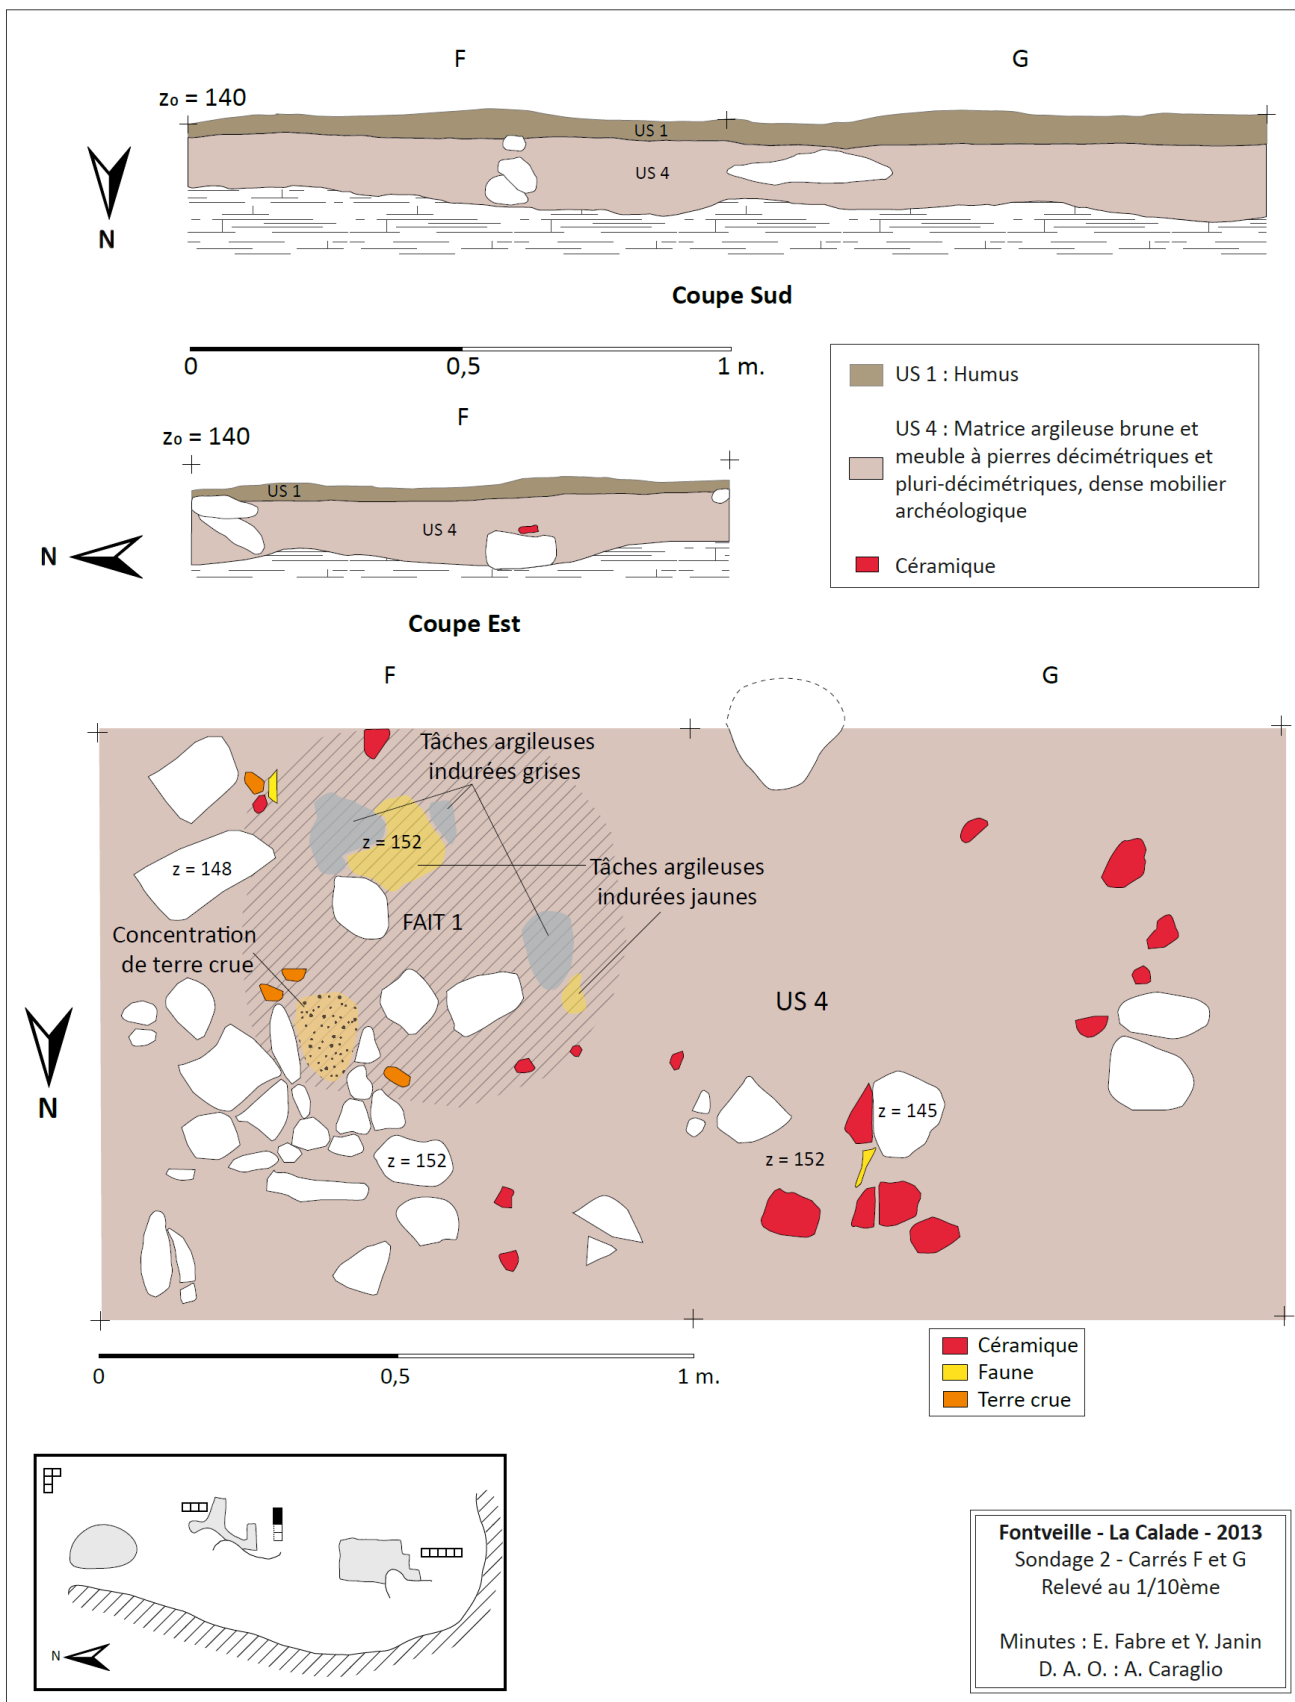 F
G
zo = 140
US 1
US 4
N
Coupe Sud
0
0,5
1 m.
US 1 : Humus
US 4 : Matrice argileuse brune et
meuble à pierres décimétriques et
pluri-décimétriques, dense mobilier
archéologique
Céramique
F
zo = 140
US 1
US 4
N
Coupe Est
F
G
Tâches argileuses
indurées grises
z = 152
z = 148
Tâches argileuses
indurées jaunes
FAIT 1
Concentration
de terre crue
US 4
N
z = 145
z = 152
z = 152
0
0,5
1 m.
Céramique
Faune
Terre crue
N
Fontveille - La Calade - 2013
Sondage 2 - Carrés F et G
Relevé au 1/10ème
Minutes : E. Fabre et Y. Janin
D. A. O. : A. Caraglio